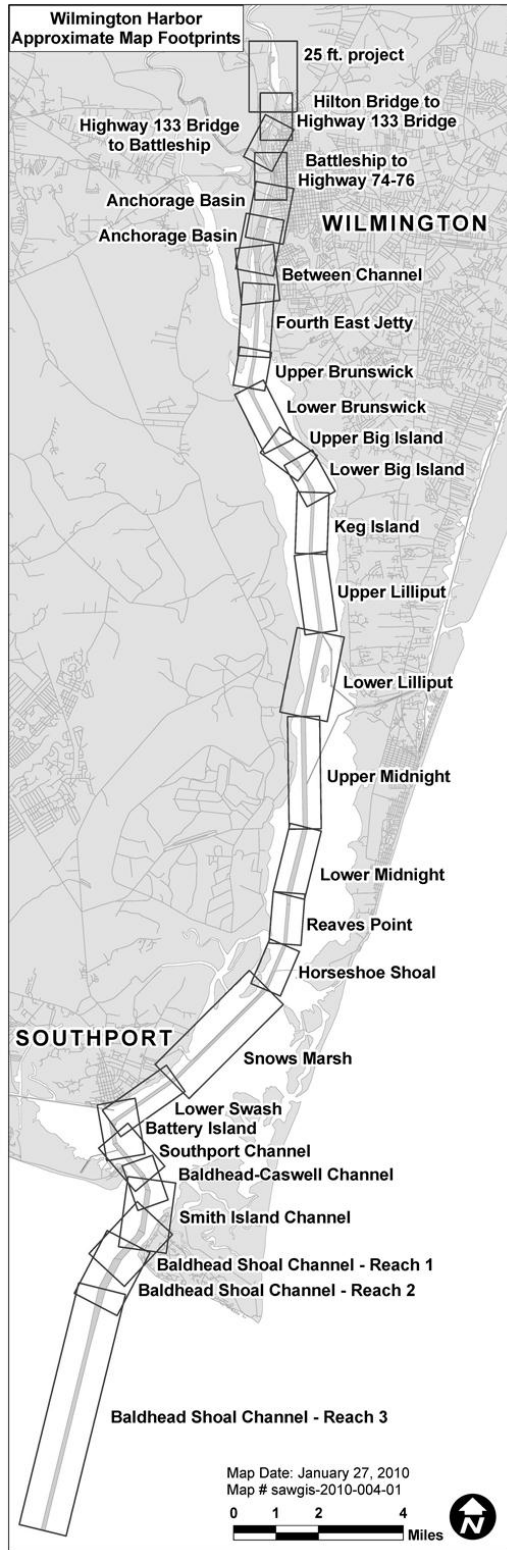 Wilmington Harbor
Approximate Map Footprints
25 ft. project
Hilton Bridge to
Highway 133 Bridge
Highway 133 Bridge
to Battleship
Battleship to
Highway 74-76
Anchorage Basin
WILMINGTON
Anchorage Basin
Between Channel
Fourth East Jetty
Upper Brunswick
Lower Brunswick
Upper Big Island
Lower Big Island
Keg Island
Upper Lilliput
Lower Lilliput
Upper Midnight
Lower Midnight
Reaves Point
Horseshoe Shoal
SOUTHPORT
Snows Marsh
Lower Swash
Battery Island
Southport Channel
Baldhead-Caswell Channel
Smith Island Channel
Baldhead Shoal Channel - Reach 1
Baldhead Shoal Channel - Reach 2
Baldhead Shoal Channel - Reach 3
Map Date: January 27, 2010
Map # sawgis-2010-004-01
0 2 4
Miles
N